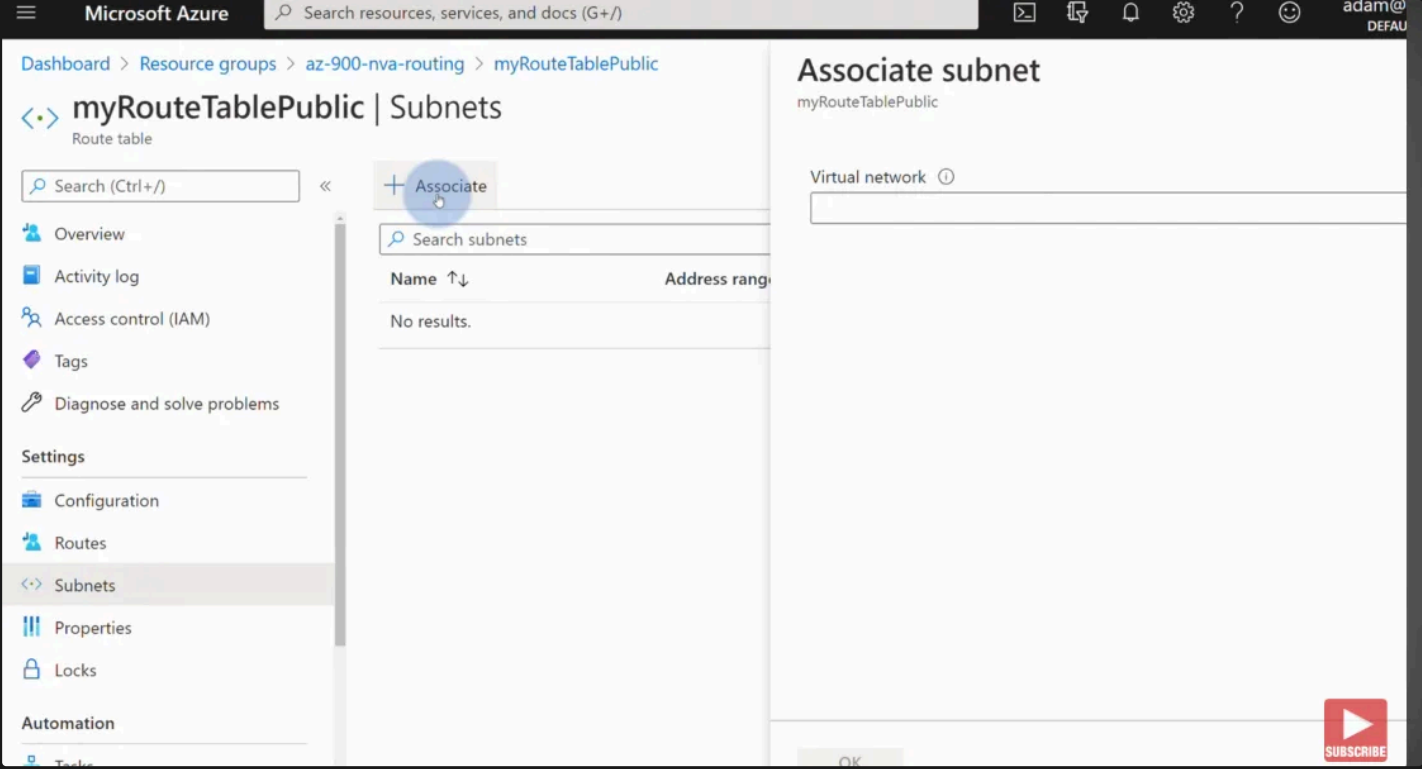 Microsoft Azure
Search resources, services, and docs (G+/)
adam@
DEFAU
Dashboard > Resource groups > az-900-nva-routing > myRouteTablePublic
myRouteTablePublic | Subnets
Route table
Search (Ctrl+/)
«
Overview
Activity log
Access control (IAM)
Tags
Diagnose and solve problems
Settings
Configuration
Routes
Subnets
Properties
Locks
Automation
Tasks
+ Associate
Search subnets
Name ↑↓ Address rang
No results.
Associate subnet
myRouteTablePublic
Virtual network
OK
SUBSCRIBE